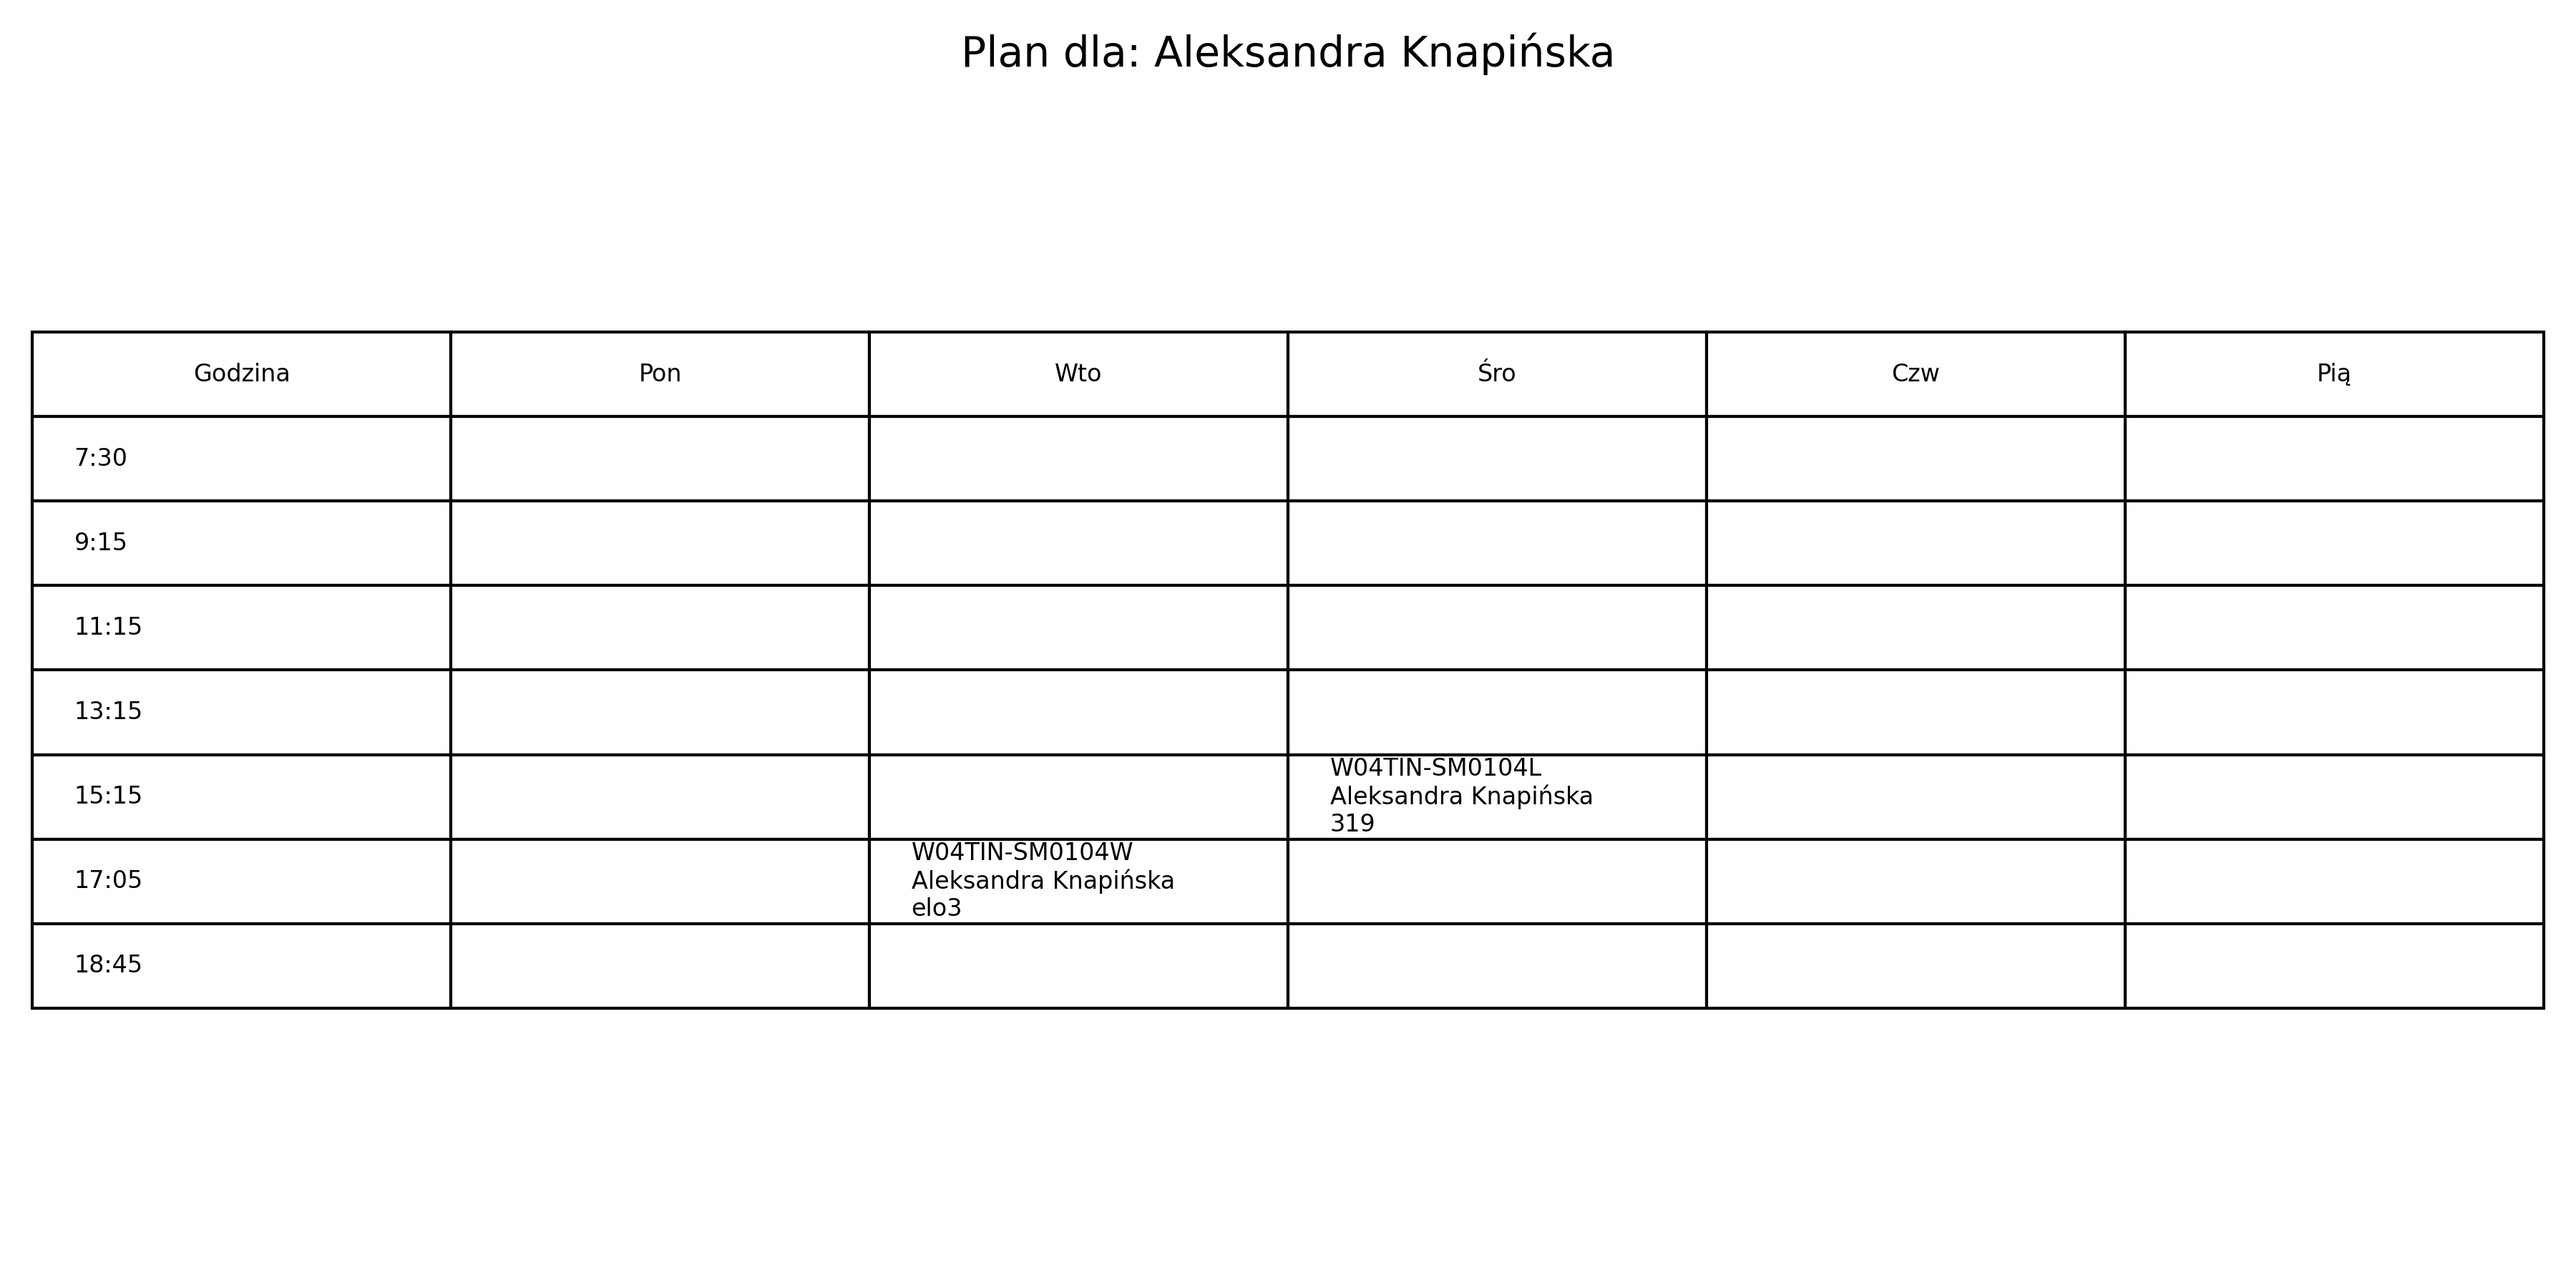 Plan dla: Aleksandra Knapińska
Godzina Pon Wto Śro Czw Pią
7:30
9:15
11:15
13:15
15:15
W04TIN-SM0104L
Aleksandra Knapińska
319
17:05
W04TIN-SM0104W
Aleksandra Knapińska
elo3
18:45